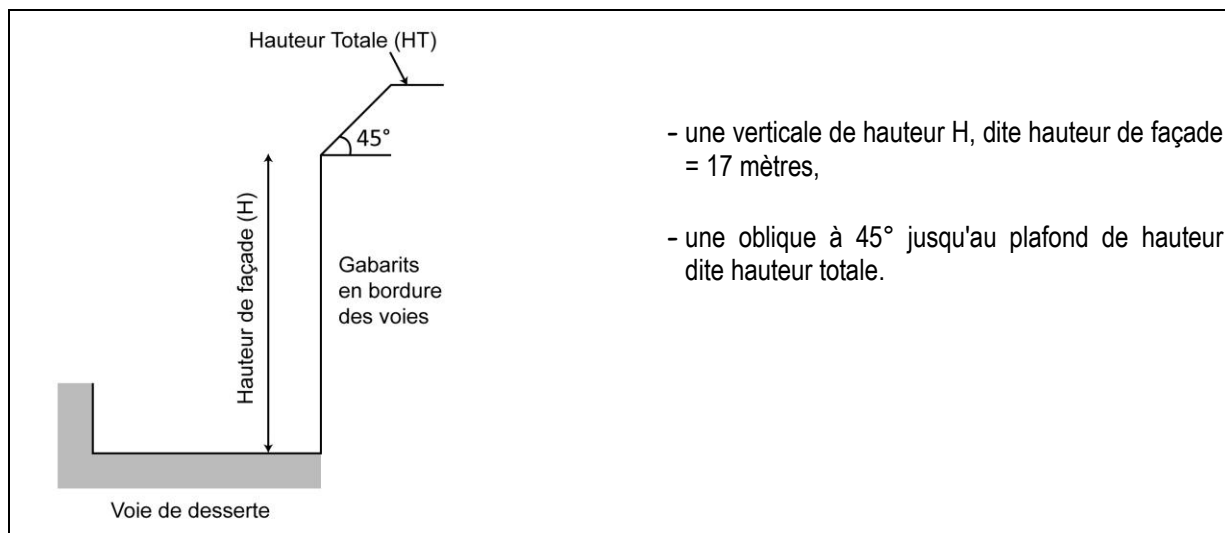 Hauteur Totale (HT)
45°
Hauteur de façade (H)
Gabarits
en bordure
des voies
Voie de desserte
- une verticale de hauteur H, dite hauteur de façade
= 17 mètres,
- une oblique à 45° jusqu'au plafond de hauteur
dite hauteur totale.